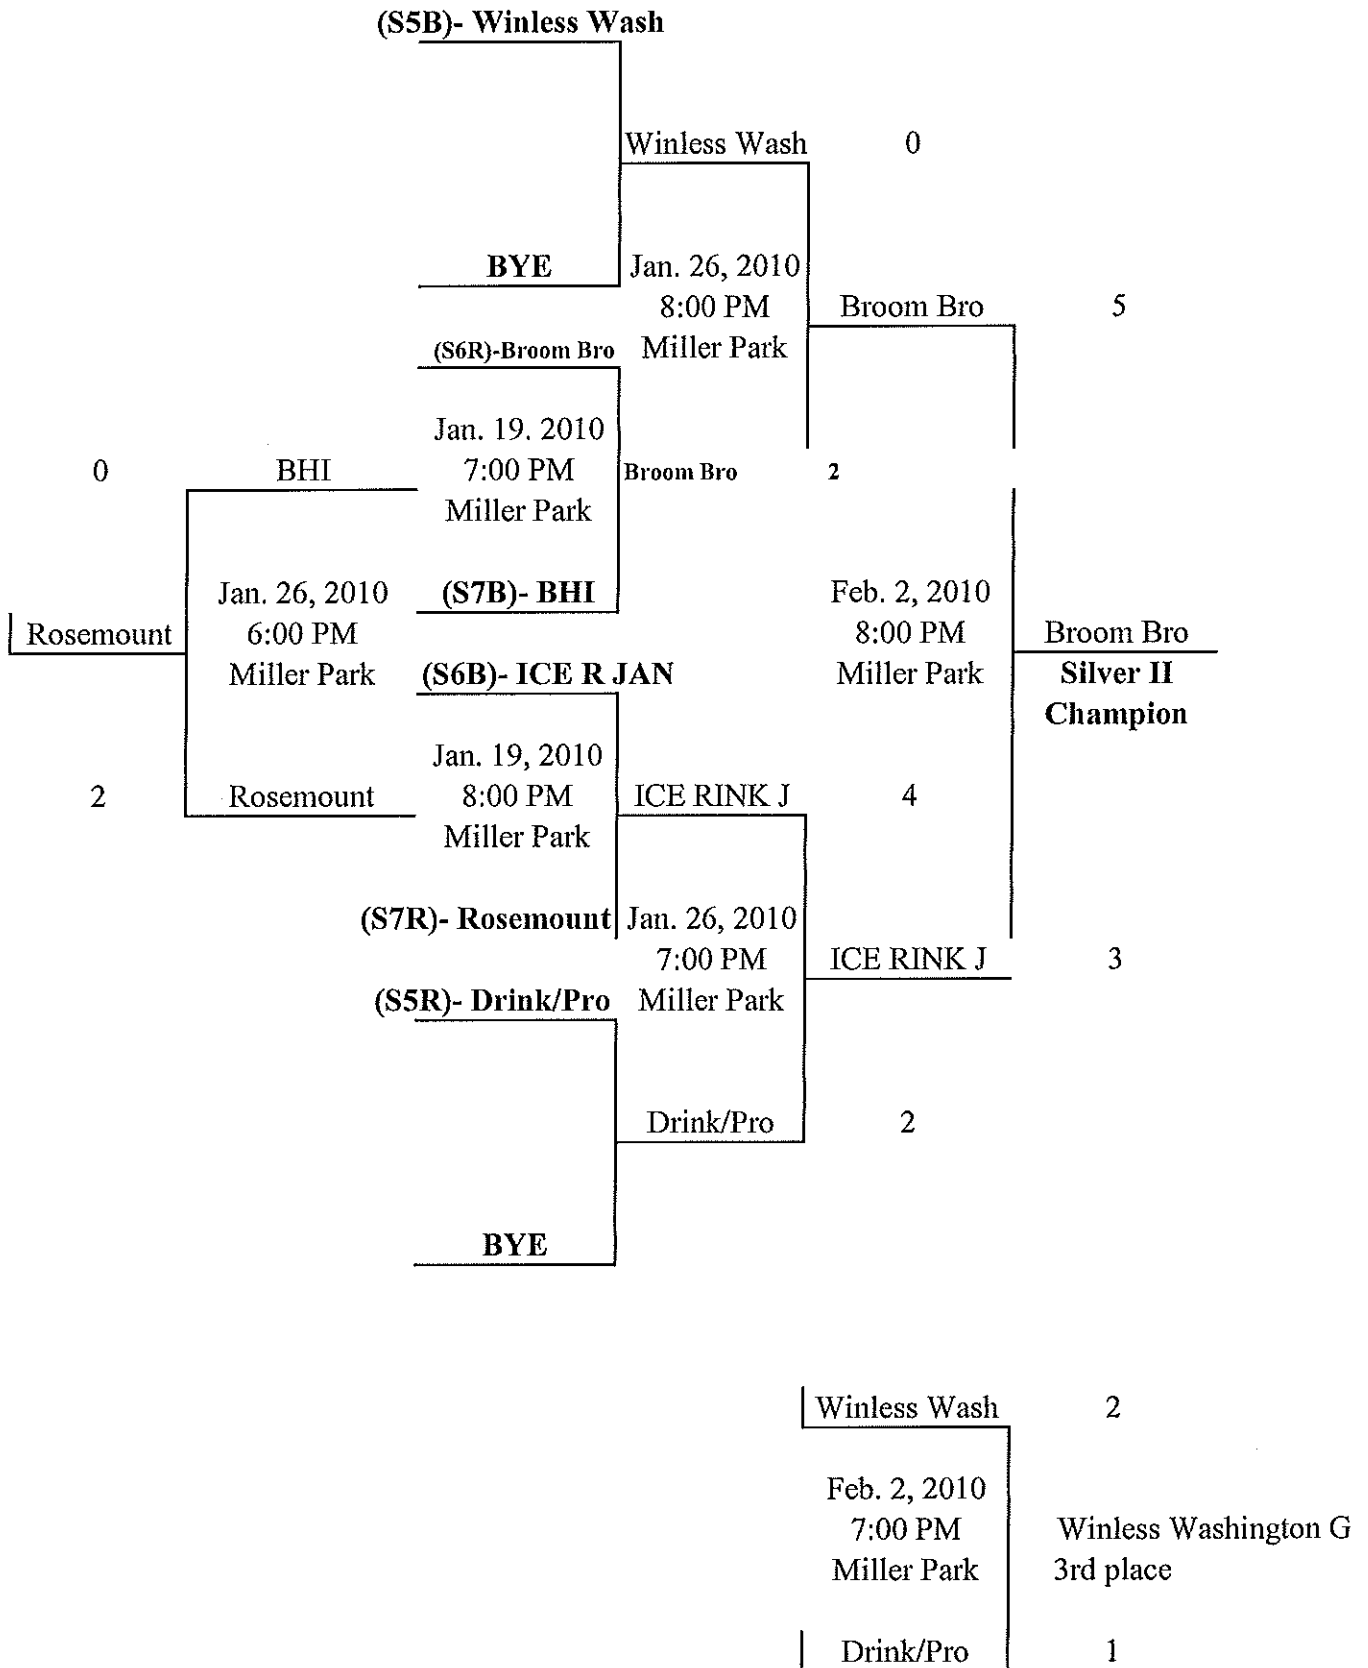 (S5B)- Winless Wash
Winless Wash 0
BYE Jan. 26, 2010
8:00 PM Broom Bro 5
(S6R)-Broom Bro Miller Park
Jan. 19. 2010
0 BHI 7:00 PM Broom Bro 2
Miller Park
Jan. 26, 2010 (S7B)- BHI Feb. 2, 2010
Rosemount 6:00 PM 8:00 PM Broom Bro
Miller Park (S6B)- ICE R JAN Miller Park Silver II
Champion
Jan. 19, 2010
2 Rosemount 8:00 PM ICE RINK J 4
Miller Park
(S7R)- Rosemount Jan. 26, 2010
7:00 PM ICE RINK J 3
(S5R)- Drink/Pro Miller Park
Drink/Pro 2
BYE
Winless Wash 2
Feb. 2, 2010
7:00 PM Winless Washington G
Miller Park 3rd place
Drink/Pro 1